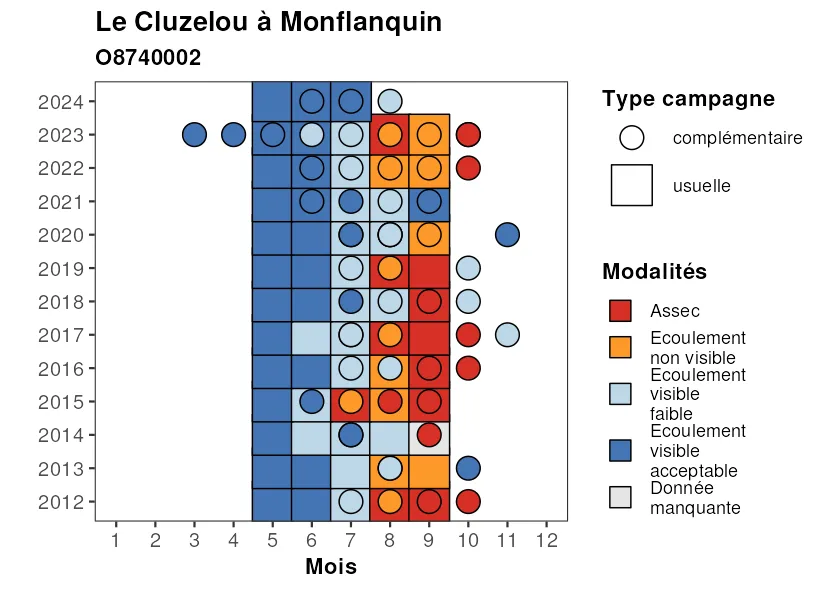 Le Cluzelou à Monflanquin
O8740002
2024
2023
2022
2021
2020
2019
2018
2017
2016
2015
2014
2013
2012
1 2 3 4 5 6 7 8 9 10 11 12
Mois
Type campagne
complémentaire
usuelle
Modalités
Assec
Ecoulement
non visible
Ecoulement
visible
faible
Ecoulement
visible
acceptable
Donnée
manquante